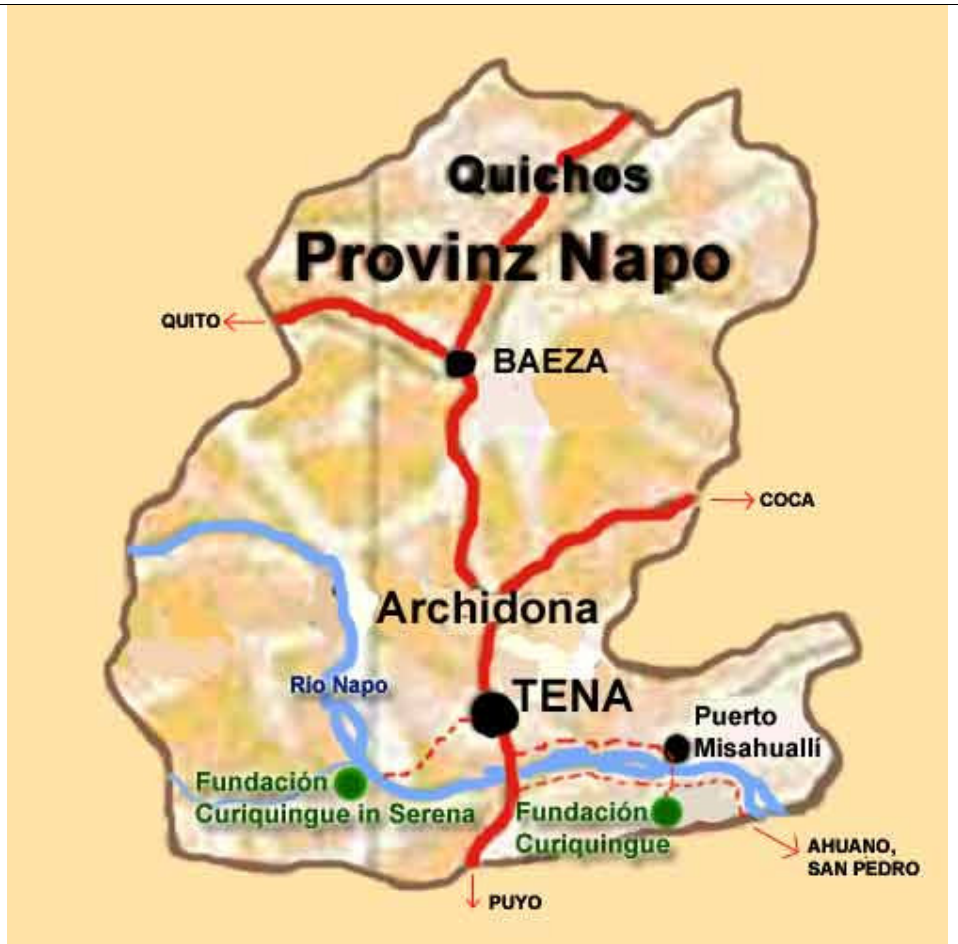 Quichos
Provinz Napo
QUITO
BAEZA
COCA
Archidona
Rio Napo
TENA
Puerto
Misahuallí
Fundación
Curiquingue in Serena
Fundación
Curiquingue
AHUANO,
SAN PEDRO
PUYO